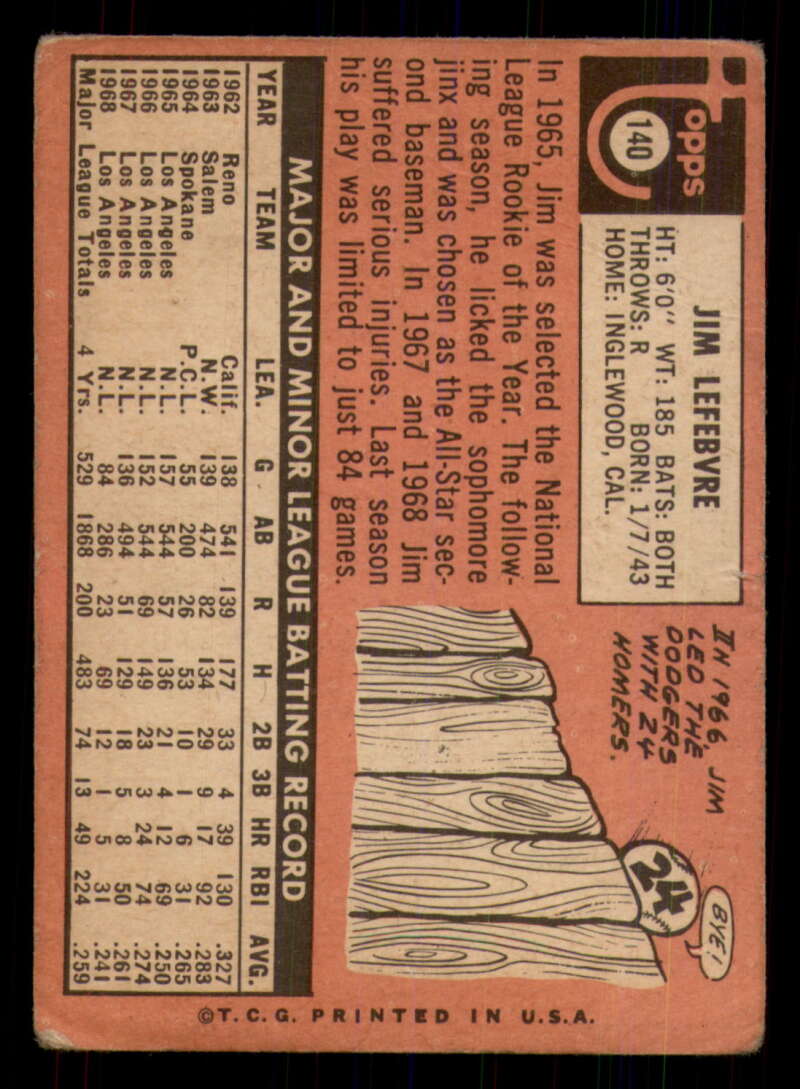 Topps
140
JIM LEFEBVRE
HT: 6'0" WT: 185 BATS: BOTH
THROWS: R BORN: 1/7/43
HOME: INGLEWOOD, CAL.
IN 1966, JIM
LED THE
DODGERS
WITH 24
HOMERS.
BYE!
24
In 1965, Jim was selected the National
League Rookie of the Year. The follow-
ing season, he licked the sophomore
jinx and was chosen as the All-Star sec-
ond baseman. In 1967 and 1968 Jim
suffered serious injuries. Last season
his play was limited to just 84 games.
MAJOR AND MINOR LEAGUE BATTING RECORD
YEAR TEAM LEA. G AB R H 2B 3B HR RBI AVG.
1962 Reno Calif. 138 541 139 177 33 4 39 130 .327
1963 Salem N.W. 139 474 82 134 29 9 17 92 .283
1964 Spokane P.C.L. 55 200 26 53 10 1 6 31 .265
1965 Los Angeles N.L. 157 544 57 136 21 4 12 69 .250
1966 Los Angeles N.L. 152 544 69 149 23 3 24 74 .274
1967 Los Angeles N.L. 136 494 51 129 18 5 8 50 .261
1968 Los Angeles N.L. 84 286 23 69 12 1 5 31 .241
Major League Totals 4 Yrs. 529 1868 200 483 74 13 49 224 .259
©T.C.G. PRINTED IN U.S.A.